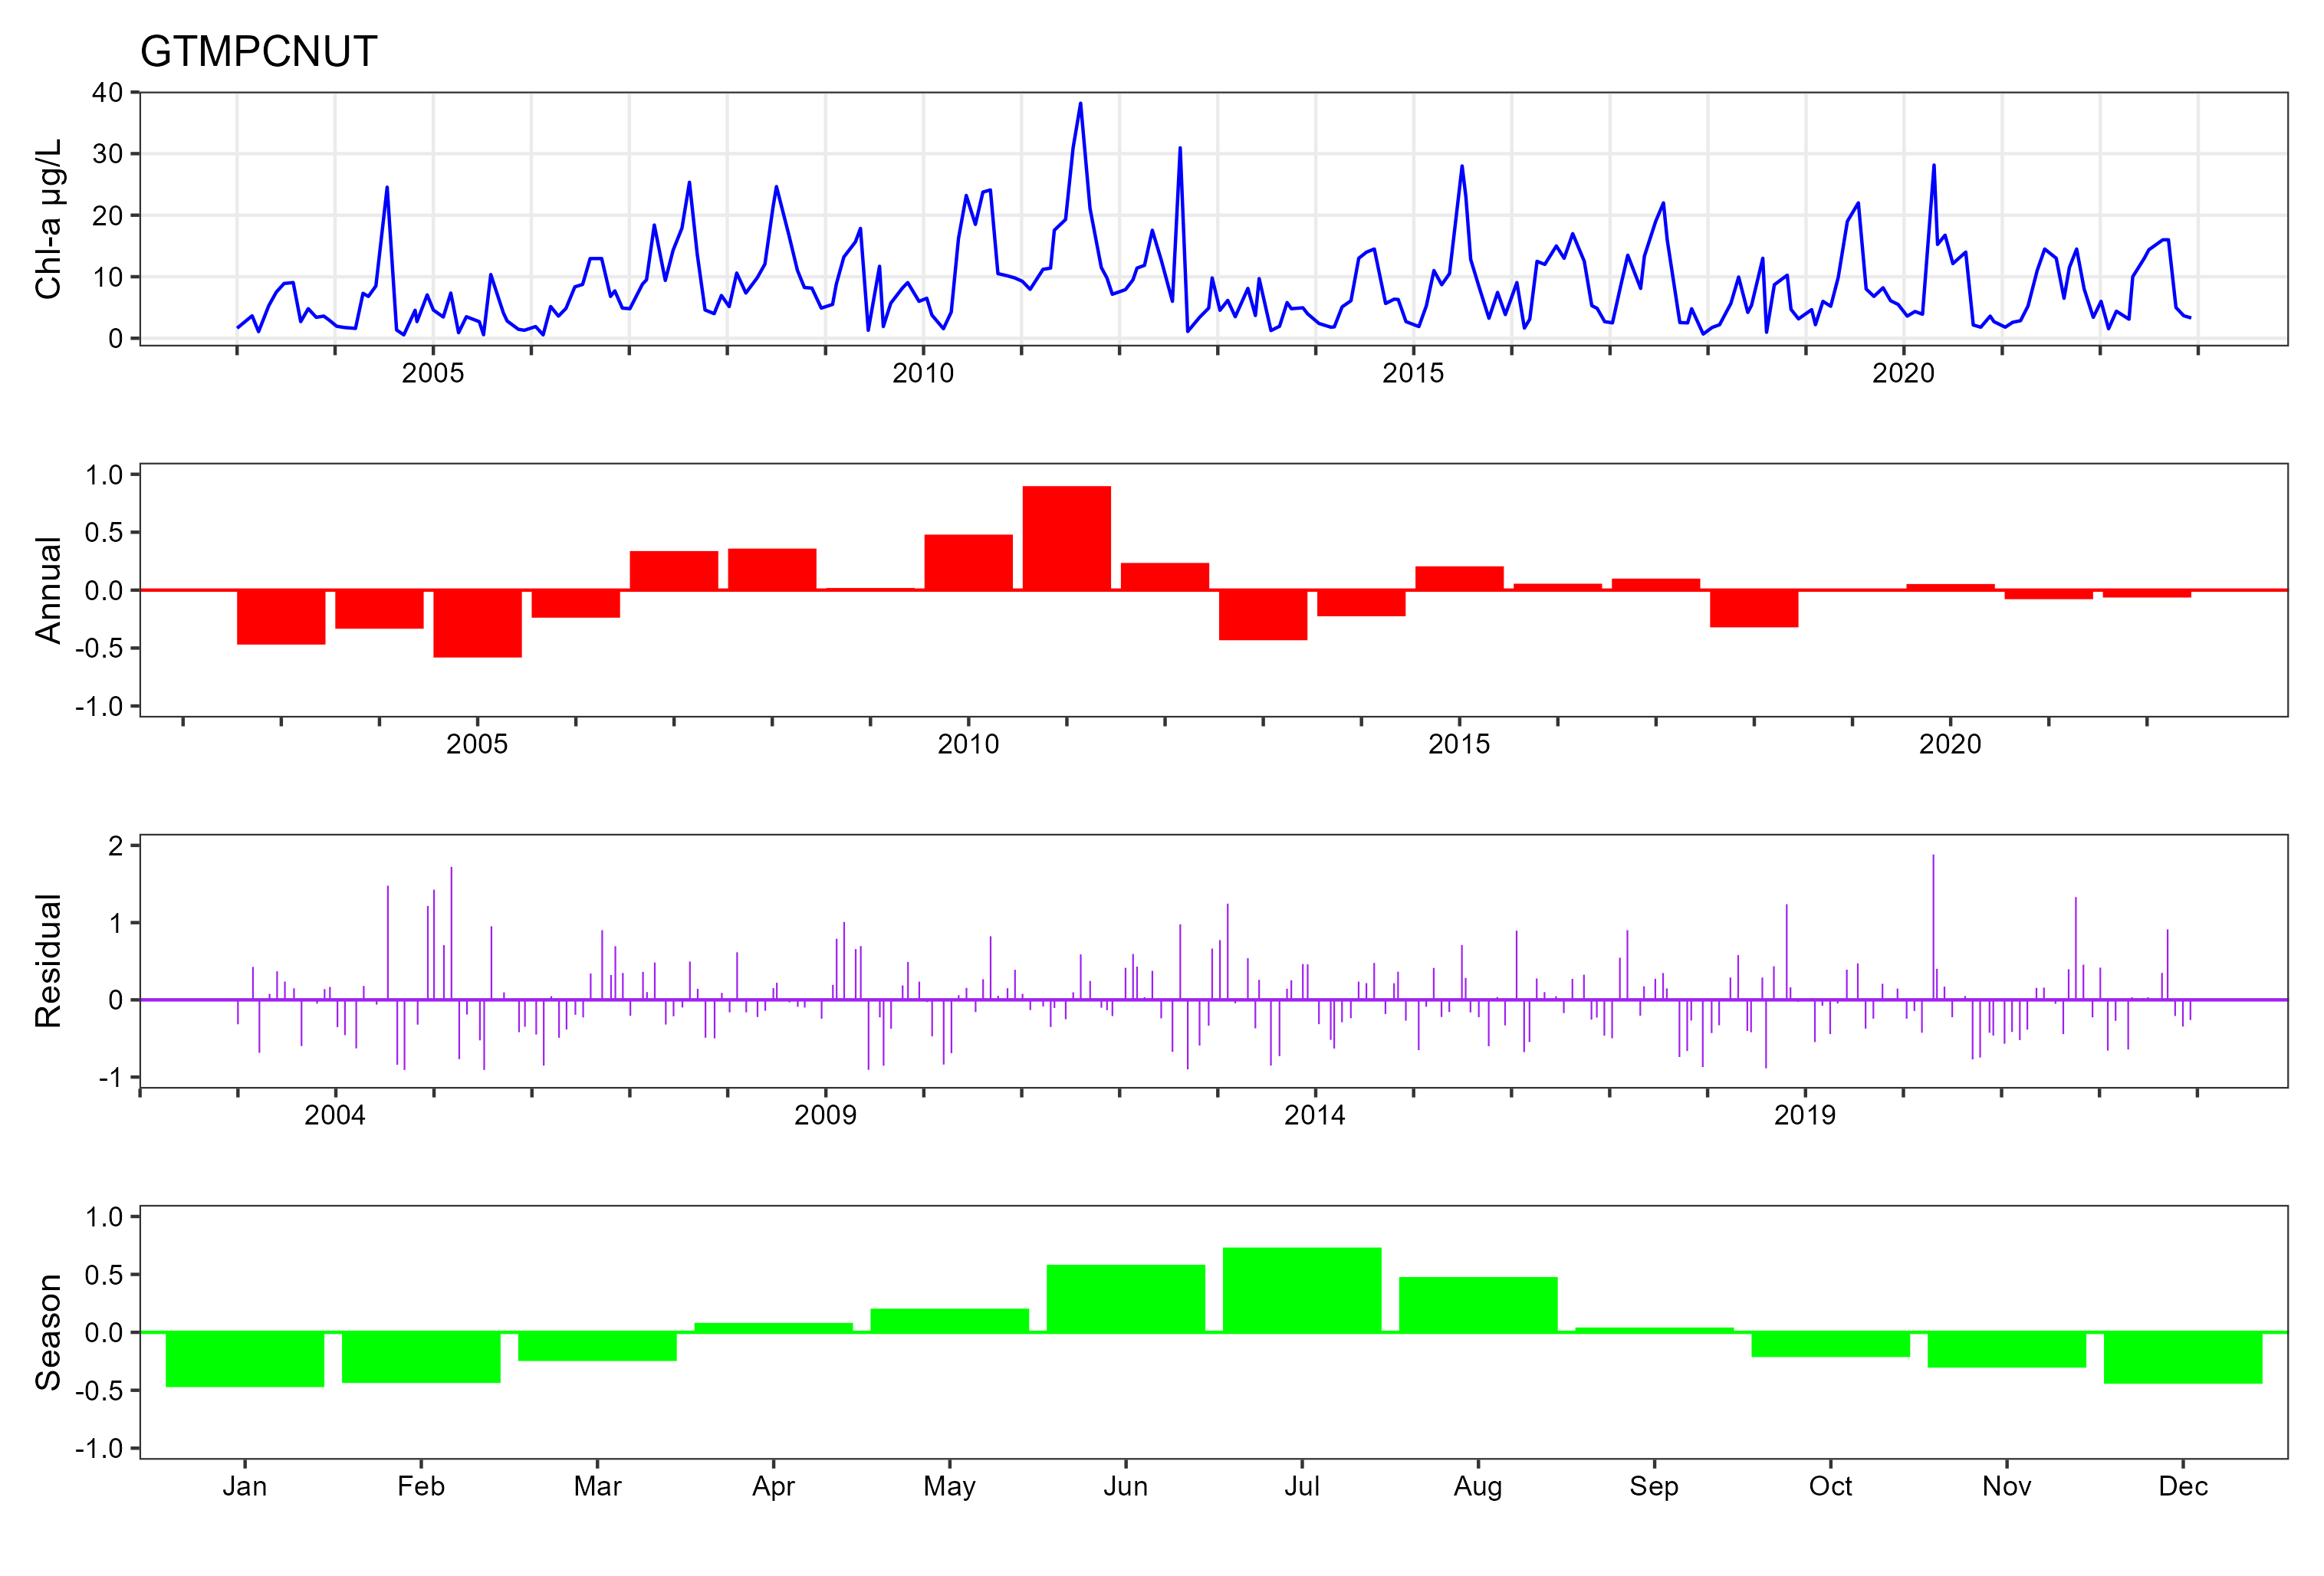 GTMPCNUT
Chl-a µg/L
40
30
20
10
0
2005 2010 2015 2020
Annual
1.0
0.5
0.0
-0.5
-1.0
2005 2010 2015 2020
Residual
2
1
0
-1
2004 2009 2014 2019
Season
1.0
0.5
0.0
-0.5
-1.0
Jan Feb Mar Apr May Jun Jul Aug Sep Oct Nov Dec